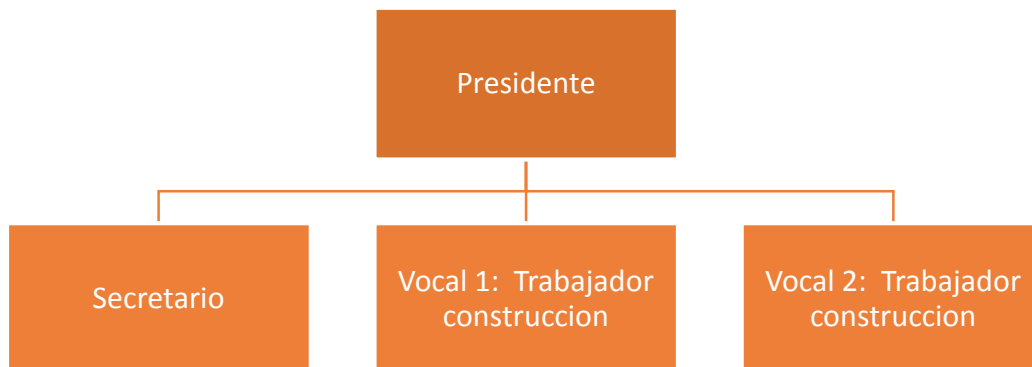 Presidente
Secretario
Vocal 1:  Trabajador
construccion
Vocal 2:  Trabajador
construccion